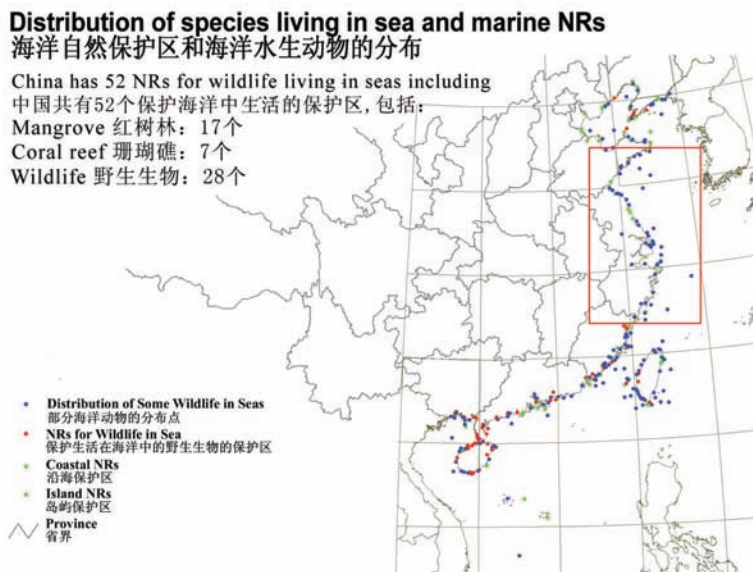 Distribution of species living in sea and marine NRs
海洋自然保护区和海洋水生动物的分布
China has 52 NRs for wildlife living in seas including
中国共有52个保护海洋中生活的保护区, 包括:
Mangrove 红树林: 17个
Coral reef 珊瑚礁: 7个
Wildlife 野生生物: 28个
Distribution of Some Wildlife in Seas
部分海洋动物的分布点
NRs for Wildlife in Sea
保护生活在海洋中的野生生物的保护区
Coastal NRs
沿海保护区
Island NRs
岛屿保护区
Province
省界